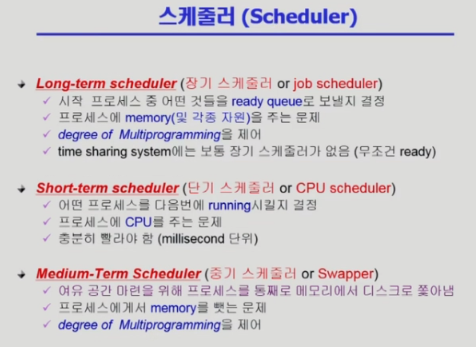 스케줄러 (Scheduler)
Long-term scheduler (장기 스케줄러 or job scheduler)
시작 프로세스 중 어떤 것들을 ready queue로 보낼지 결정
프로세스에 memory(및 각종 자원)을 주는 문제
degree of Multiprogramming을 제어
time sharing system에는 보통 장기 스케줄러가 없음 (무조건 ready)
Short-term scheduler (단기 스케줄러 or CPU scheduler)
어떤 프로세스를 다음번에 running시킬지 결정
프로세스에 CPU를 주는 문제
충분히 빨라야 함 (millisecond 단위)
Medium-Term Scheduler (중기 스케줄러 or Swapper)
여유 공간 마련을 위해 프로세스를 통째로 메모리에서 디스크로 쫓아냄
프로세스에게서 memory를 뺏는 문제
degree of Multiprogramming을 제어